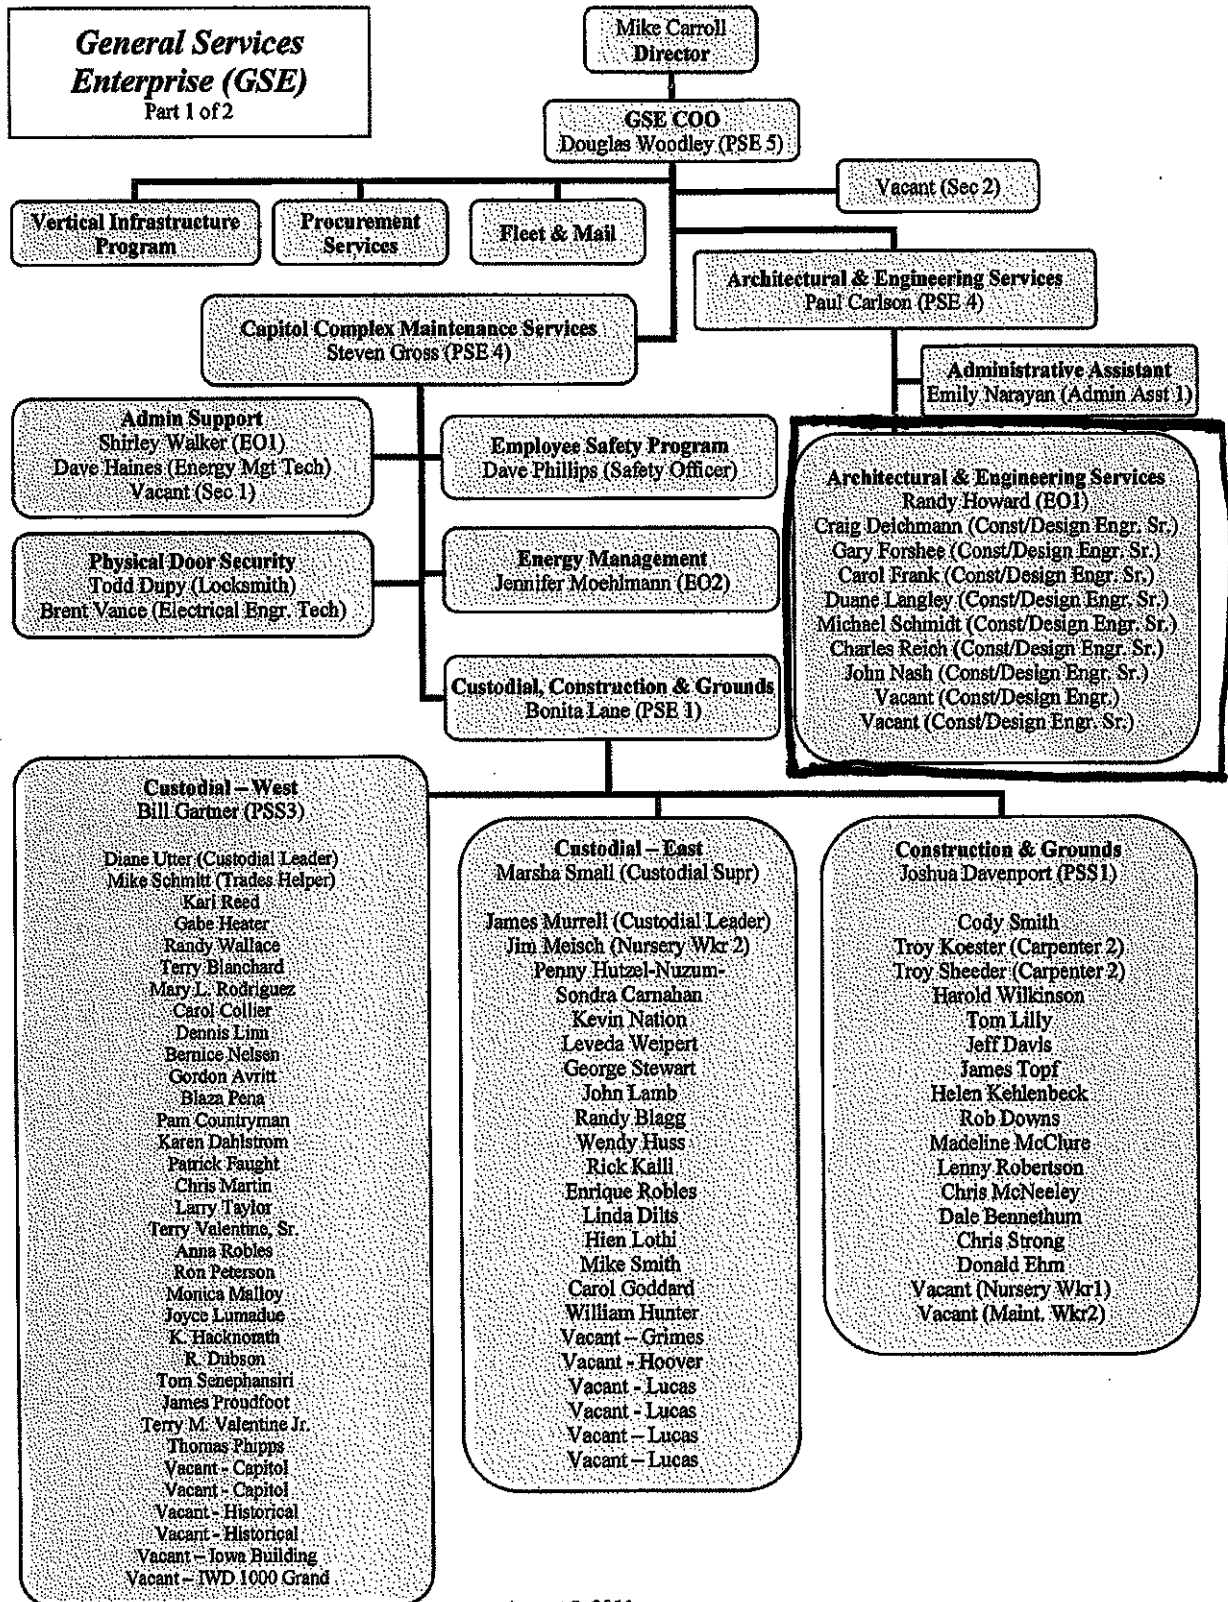 General Services
Enterprise (GSE)
Part 1 of 2
Mike Carroll
Director
GSE COO
Douglas Woodley (PSE 5)
Vacant (Sec 2)
Vertical Infrastructure
Program
Procurement
Services
Fleet & Mail
Architectural & Engineering Services
Paul Carlson (PSE 4)
Capitol Complex Maintenance Services
Steven Gross (PSE 4)
Administrative Assistant
Emily Narayan (Admin Asst 1)
Admin Support
Shirley Walker (EO1)
Dave Haines (Energy Mgt Tech)
Vacant (Sec 1)
Employee Safety Program
Dave Phillips (Safety Officer)
Physical Door Security
Todd Dupy (Locksmith)
Brent Vance (Electrical Engr. Tech)
Energy Management
Jennifer Moehlmann (EO2)
Custodial, Construction & Grounds
Bonita Lane (PSE 1)
Architectural & Engineering Services
Randy Howard (EO1)
Craig Deichmann (Const/Design Engr. Sr.)
Gary Forshee (Const/Design Engr. Sr.)
Carol Frank (Const/Design Engr. Sr.)
Duane Langley (Const/Design Engr. Sr.)
Michael Schmidt (Const/Design Engr. Sr.)
Charles Reich (Const/Design Engr. Sr.)
John Nash (Const/Design Engr. Sr.)
Vacant (Const/Design Engr.)
Vacant (Const/Design Engr. Sr.)
Custodial – West
Bill Gartner (PSS3)
Diane Utter (Custodial Leader)
Mike Schmitt (Trades Helper)
Kari Reed
Gabe Heater
Randy Wallace
Terry Blanchard
Mary L. Rodriguez
Carol Collier
Dennis Linn
Bernice Nelsen
Gordon Avritt
Blaza Pena
Pam Countryman
Karen Dahlstrom
Patrick Faught
Chris Martin
Larry Taylor
Terry Valentine, Sr.
Anna Robles
Ron Peterson
Monica Malloy
Joyce Lumadue
K. Hacknorath
R. Dubson
Tom Senephansiri
James Proudfoot
Terry M. Valentine Jr.
Thomas Phipps
Vacant - Capitol
Vacant - Capitol
Vacant - Historical
Vacant - Historical
Vacant – Iowa Building
Vacant – IWD 1000 Grand
Custodial – East
Marsha Small (Custodial Supr)
James Murrell (Custodial Leader)
Jim Meisch (Nursery Wkr 2)
Penny Hutzel-Nuzum-
Sondra Carnahan
Kevin Nation
Leveda Weipert
George Stewart
John Lamb
Randy Blagg
Wendy Huss
Rick Kaili
Enrique Robles
Linda Dilts
Hien Lothi
Mike Smith
Carol Goddard
William Hunter
Vacant – Grimes
Vacant - Hoover
Vacant - Lucas
Vacant - Lucas
Vacant – Lucas
Vacant – Lucas
Construction & Grounds
Joshua Davenport (PSS1)
Cody Smith
Troy Koester (Carpenter 2)
Troy Sheeder (Carpenter 2)
Harold Wilkinson
Tom Lilly
Jeff Davis
James Topf
Helen Kehlenbeck
Rob Downs
Madeline McClure
Lenny Robertson
Chris McNeeley
Dale Bennethum
Chris Strong
Donald Ehm
Vacant (Nursery Wkr1)
Vacant (Maint. Wkr2)